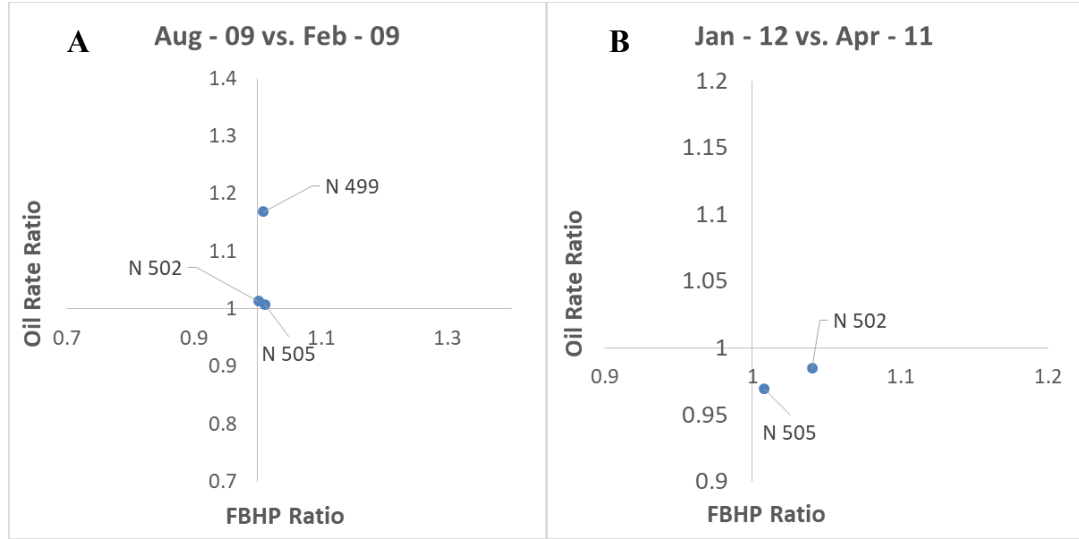 A
Aug - 09 vs. Feb - 09
1.4
1.3
N 499
1.2
1.1
N 502
1
0.7
0.9
1.1
1.3
N 505
0.9
0.8
0.7
Oil Rate Ratio
FBHP Ratio
B
Jan - 12 vs. Apr - 11
1.2
1.15
1.1
1.05
N 502
1
0.9
1
1.1
1.2
0.95
N 505
0.9
Oil Rate Ratio
FBHP Ratio